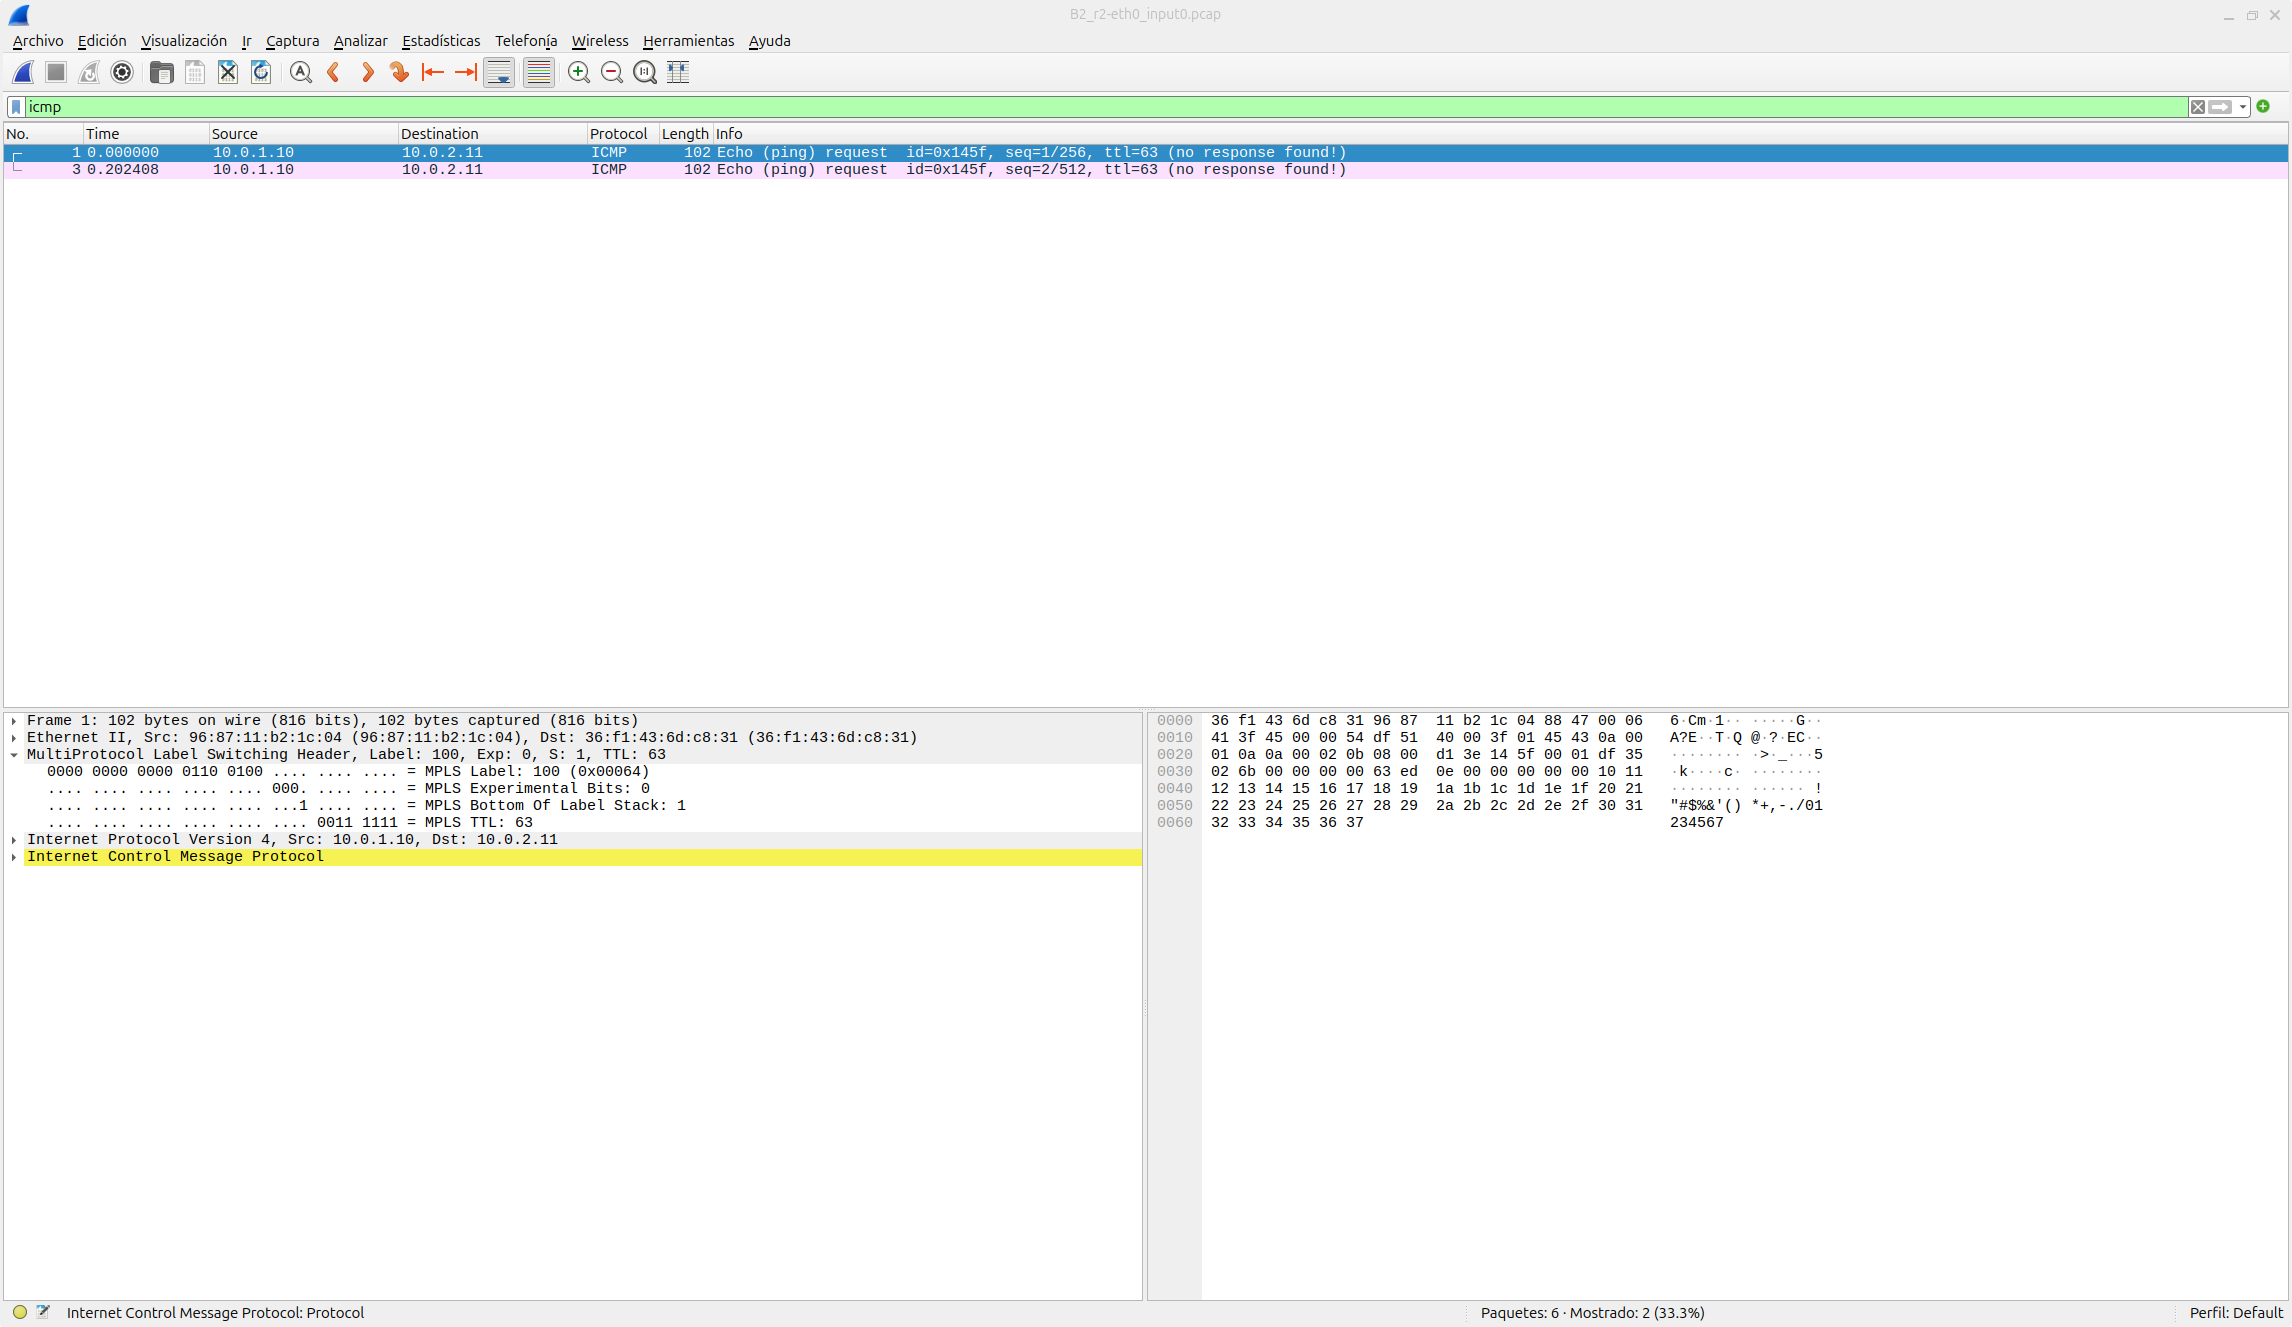 B2_r2-eth0_input0.pcap
Archivo Edición Visualización Ir Captura Analizar Estadísticas Telefonía Wireless Herramientas Ayuda
icmp
No. Time Source Destination Protocol Length Info
1 0.000000 10.0.1.10 10.0.2.11 ICMP 102 Echo (ping) request id=0x145f, seq=1/256, ttl=63 (no response found!)
3 0.202408 10.0.1.10 10.0.2.11 ICMP 102 Echo (ping) request id=0x145f, seq=2/512, ttl=63 (no response found!)
Frame 1: 102 bytes on wire (816 bits), 102 bytes captured (816 bits)
Ethernet II, Src: 96:87:11:b2:1c:04 (96:87:11:b2:1c:04), Dst: 36:f1:43:6d:c8:31 (36:f1:43:6d:c8:31)
MultiProtocol Label Switching Header, Label: 100, Exp: 0, S: 1, TTL: 63
0000 0000 0000 0110 0100 .... .... .... = MPLS Label: 100 (0x00064)
.... .... .... .... .... 000. .... .... = MPLS Experimental Bits: 0
.... .... .... .... .... ...1 .... .... = MPLS Bottom Of Label Stack: 1
.... .... .... .... .... .... 0011 1111 = MPLS TTL: 63
Internet Protocol Version 4, Src: 10.0.1.10, Dst: 10.0.2.11
Internet Control Message Protocol
0000 36 f1 43 6d c8 31 96 87 11 b2 1c 04 88 47 00 06 6·Cm·1·· ·····G··
0010 41 3f 45 00 00 54 df 51 40 00 3f 01 45 43 0a 00 A?E··T·Q @·?·EC··
0020 01 0a 0a 00 02 0b 08 00 d1 3e 14 5f 00 01 df 35 ········ ·>·_···5
0030 02 6b 00 00 00 00 63 ed 0e 00 00 00 00 00 10 11 ·k····c· ········
0040 12 13 14 15 16 17 18 19 1a 1b 1c 1d 1e 1f 20 21 ········ ······ !
0050 22 23 24 25 26 27 28 29 2a 2b 2c 2d 2e 2f 30 31 "#$%&'() *+,-./01
0060 32 33 34 35 36 37 234567
Internet Control Message Protocol: Protocol Paquetes: 6 · Mostrado: 2 (33.3%) Perfil: Default